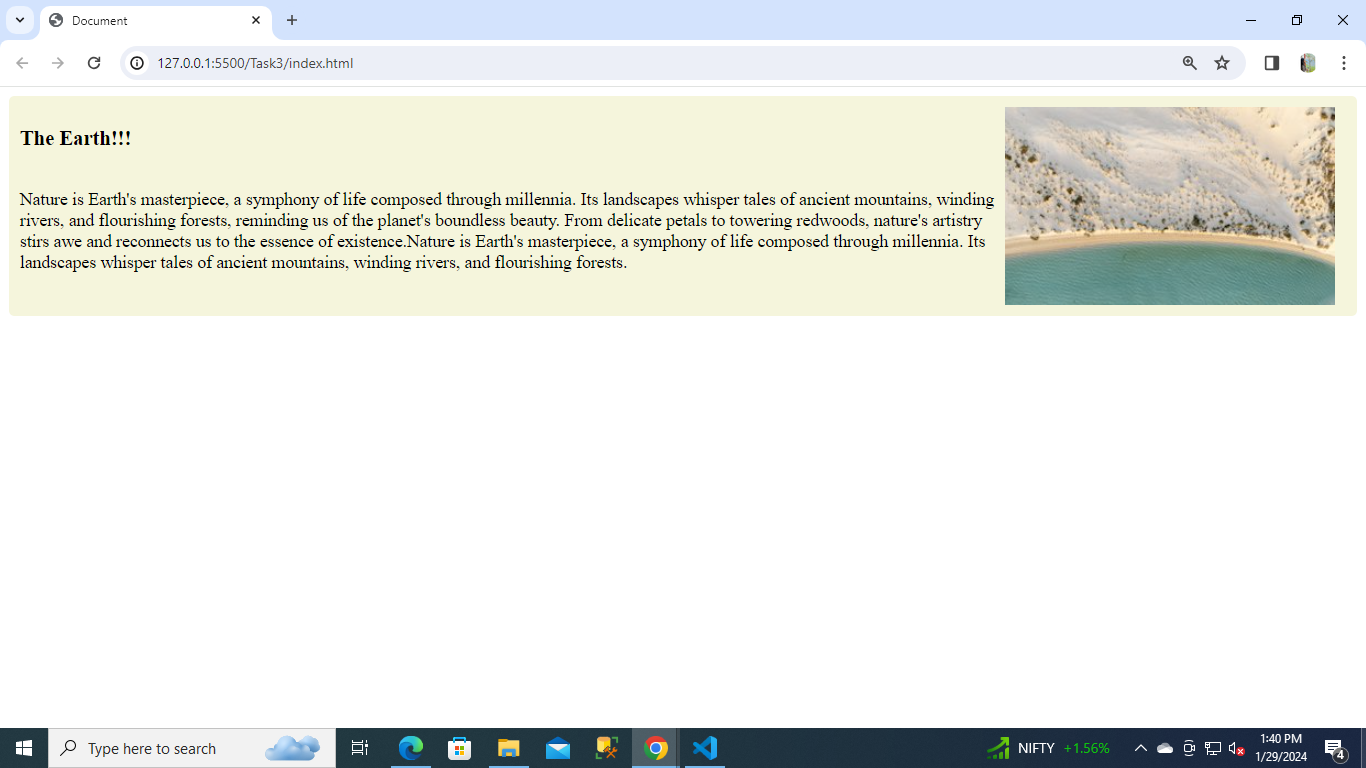 Document
127.0.0.1:5500/Task3/index.html
The Earth!!!
Nature is Earth's masterpiece, a symphony of life composed through millennia. Its landscapes whisper tales of ancient mountains, winding
rivers, and flourishing forests, reminding us of the planet's boundless beauty. From delicate petals to towering redwoods, nature's artistry
stirs awe and reconnects us to the essence of existence.Nature is Earth's masterpiece, a symphony of life composed through millennia. Its
landscapes whisper tales of ancient mountains, winding rivers, and flourishing forests.
Type here to search
NIFTY +1.56%
1:40 PM
1/29/2024
4